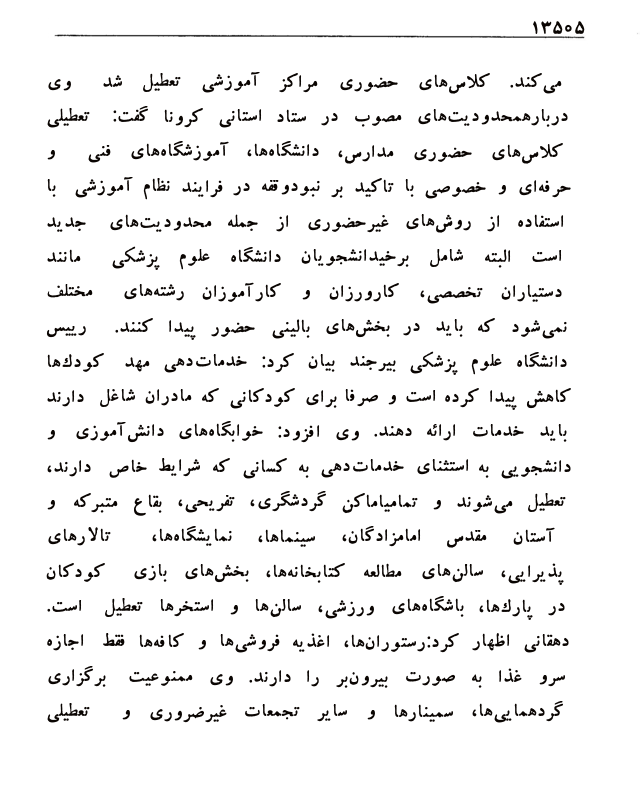 ۱۳۵۰۵
می‌کند. کلاس‌های حضوری مراکز آموزشی تعطیل شد وی
دربارهمحدودیت‌های مصوب در ستاد استانی کرونا گفت: تعطیلی
کلاس‌های حضوری مدارس، دانشگاه‌ها، آموزشگاه‌های فنی و
حرفه‌ای و خصوصی با تاکید بر نبودوقفه در فرایند نظام آموزشی با
استفاده از روش‌های غیرحضوری از جمله محدودیت‌های جدید
است البته شامل برخیدانشجویان دانشگاه علوم پزشکی مانند
دستیاران تخصصی، کارورزان و کارآموزان رشته‌های مختلف
نمی‌شود که باید در بخش‌های بالینی حضور پیدا کنند. رییس
دانشگاه علوم پزشکی بیرجند بیان کرد: خدمات‌دهی مهد کودك‌ها
کاهش پیدا کرده است و صرفا برای کودکانی که مادران شاغل دارند
باید خدمات ارائه دهند. وی افزود: خوابگاه‌های دانش‌آموزی و
دانشجویی به استثنای خدمات‌دهی به کسانی که شرایط خاص دارند،
تعطیل می‌شوند و تمامیاماکن گردشگری، تفریحی، بقاع متبرکه و
آستان مقدس امامزادگان، سینماها، نمایشگاه‌ها، تالارهای
پذیرایی، سالن‌های مطالعه کتابخانه‌ها، بخش‌های بازی کودکان
در پارك‌ها، باشگاه‌های ورزشی، سالن‌ها و استخرها تعطیل است.
دهقانی اظهار کرد:رستوران‌ها، اغذیه فروشی‌ها و کافه‌ها فقط اجازه
سرو غذا به صورت بیرون‌بر را دارند. وی ممنوعیت برگزاری
گردهمایی‌ها، سمینارها و سایر تجمعات غیرضروری و تعطیلی